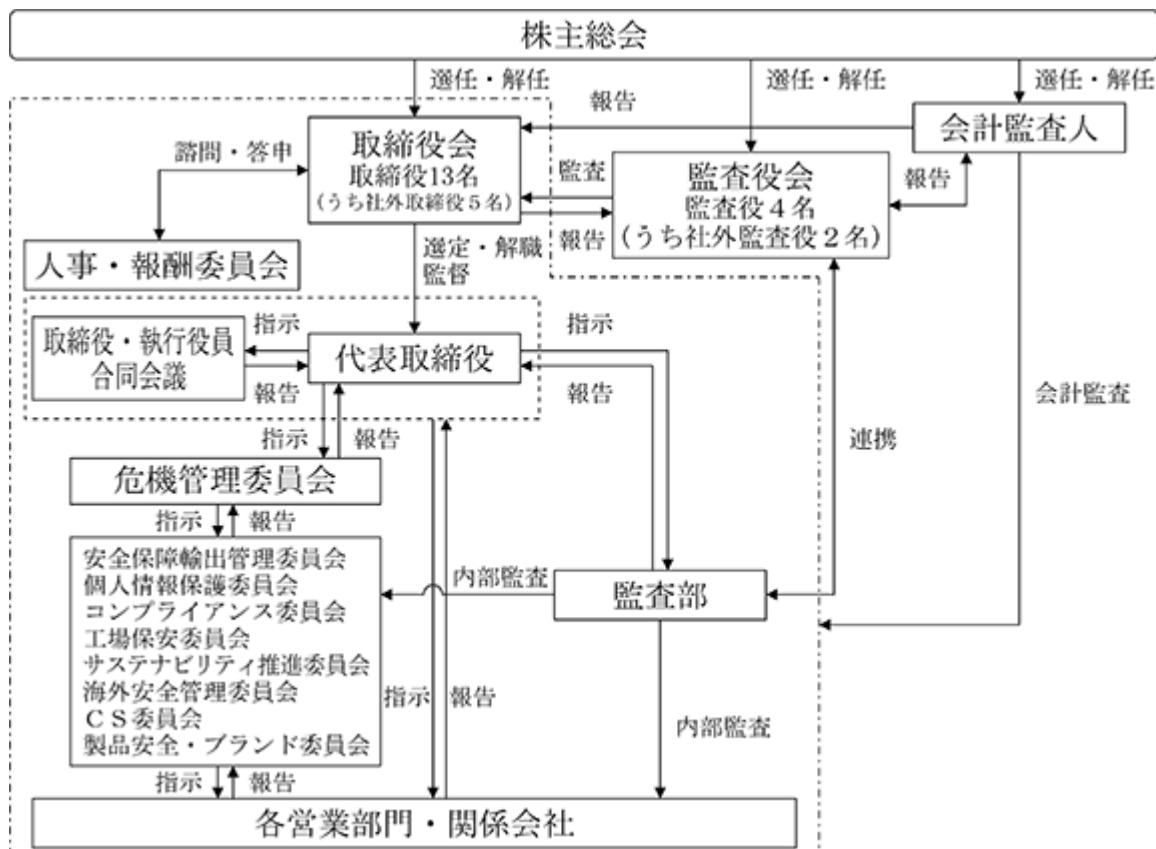 株主総会
選任・解任
選任・解任
選任・解任
報告
会計監査人
取締役会
取締役13名
(うち社外取締役５名)
諮問・答申
監査
監査役会
監査役４名
(うち社外監査役２名)
報告
報告
人事・報酬委員会
選定・解職
監督
取締役・執行役員
合同会議
指示
報告
代表取締役
指示
報告
会計監査
連携
指示
報告
危機管理委員会
指示
報告
安全保障輸出管理委員会
個人情報保護委員会
コンプライアンス委員会
工場保安委員会
サステナビリティ推進委員会
海外安全管理委員会
ＣＳ委員会
製品安全・ブランド委員会
内部監査
監査部
指示
報告
内部監査
指示
報告
各営業部門・関係会社